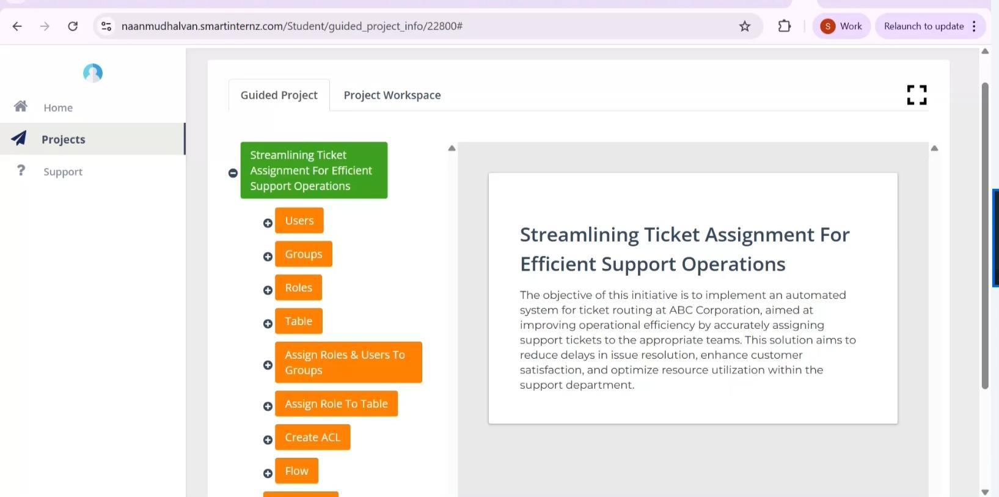 naanmudhalvan.smartinternz.com/Student/guided_project_info/22800#
S
Work
Relaunch to update
Home
Projects
Support
Guided Project
Project Workspace
Streamlining Ticket
Assignment For Efficient
Support Operations
Users
Groups
Roles
Table
Assign Roles & Users To
Groups
Assign Role To Table
Create ACL
Flow
Streamlining Ticket Assignment For
Efficient Support Operations
The objective of this initiative is to implement an automated
system for ticket routing at ABC Corporation, aimed at
improving operational efficiency by accurately assigning
support tickets to the appropriate teams. This solution aims to
reduce delays in issue resolution, enhance customer
satisfaction, and optimize resource utilization within the
support department.